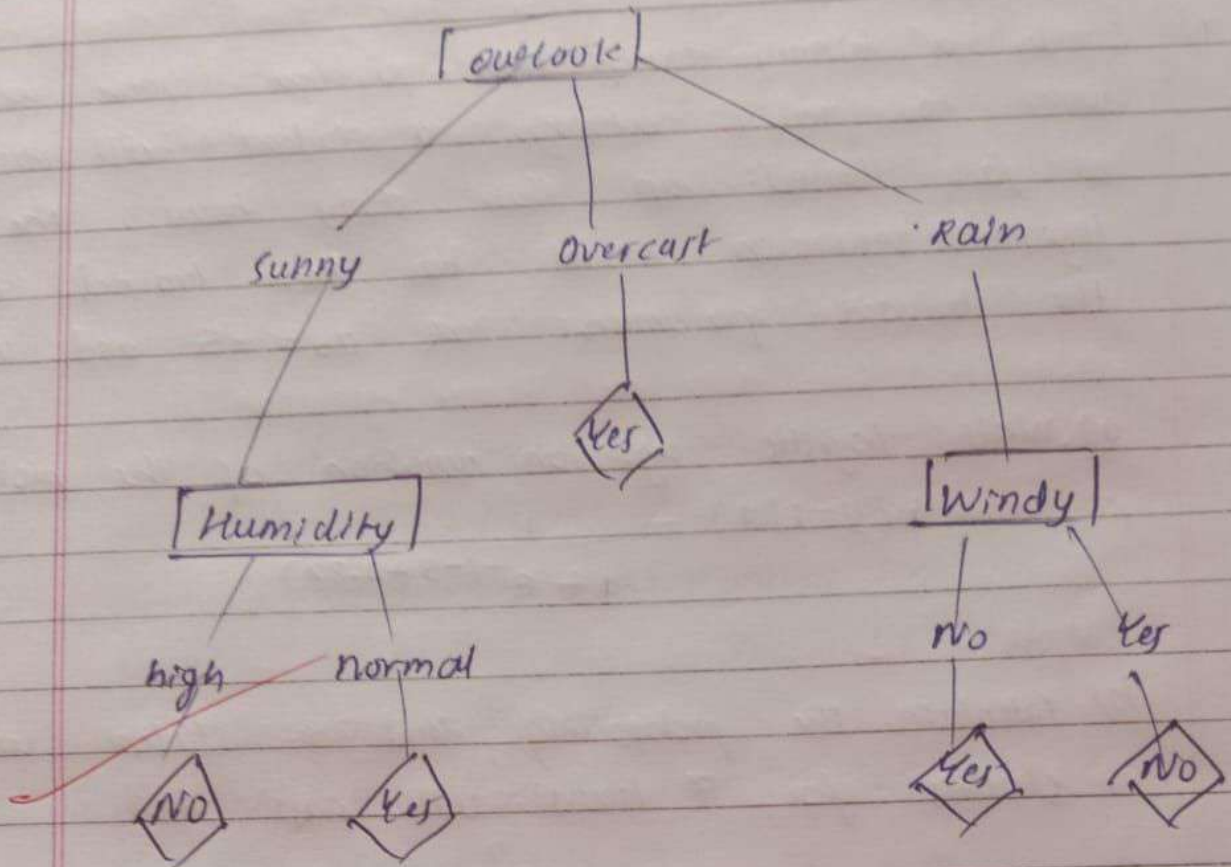 Outlook
Sunny Overcast Rain
Yes
Humidity Windy
high normal No Yes
No Yes Yes No